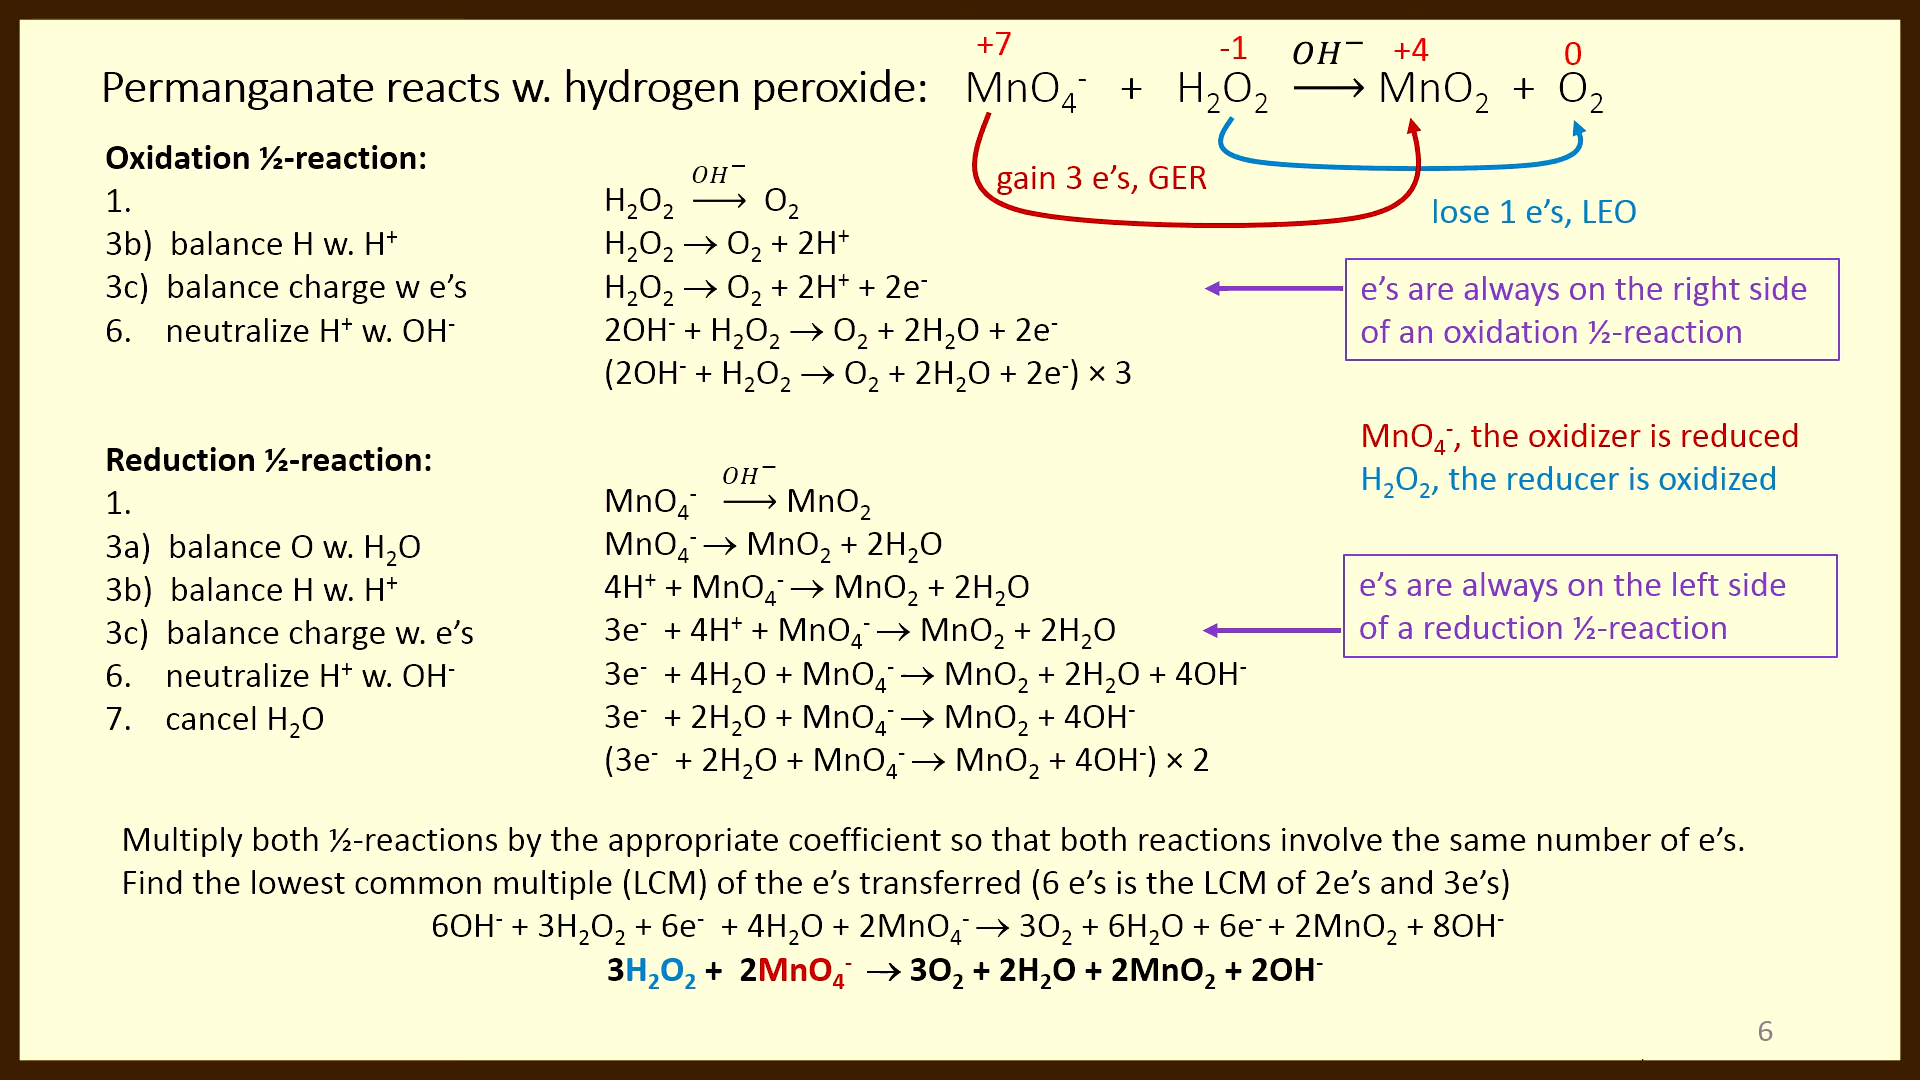 +7 -1 OH⁻ +4 0
Permanganate reacts w. hydrogen peroxide: MnO₄⁻ + H₂O₂ ⟶ MnO₂ + O₂
gain 3 e's, GER
lose 1 e's, LEO
Oxidation ½-reaction:
OH⁻
1. H₂O₂ ⟶ O₂
3b) balance H w. H⁺ H₂O₂ → O₂ + 2H⁺
3c) balance charge w e's H₂O₂ → O₂ + 2H⁺ + 2e⁻
6. neutralize H⁺ w. OH⁻ 2OH⁻ + H₂O₂ → O₂ + 2H₂O + 2e⁻
(2OH⁻ + H₂O₂ → O₂ + 2H₂O + 2e⁻) × 3
e's are always on the right side
of an oxidation ½-reaction
MnO₄⁻, the oxidizer is reduced
H₂O₂, the reducer is oxidized
Reduction ½-reaction:
OH⁻
1. MnO₄⁻ ⟶ MnO₂
3a) balance O w. H₂O MnO₄⁻ → MnO₂ + 2H₂O
3b) balance H w. H⁺ 4H⁺ + MnO₄⁻ → MnO₂ + 2H₂O
3c) balance charge w. e's 3e⁻ + 4H⁺ + MnO₄⁻ → MnO₂ + 2H₂O
6. neutralize H⁺ w. OH⁻ 3e⁻ + 4H₂O + MnO₄⁻ → MnO₂ + 2H₂O + 4OH⁻
7. cancel H₂O 3e⁻ + 2H₂O + MnO₄⁻ → MnO₂ + 4OH⁻
(3e⁻ + 2H₂O + MnO₄⁻ → MnO₂ + 4OH⁻) × 2
e's are always on the left side
of a reduction ½-reaction
Multiply both ½-reactions by the appropriate coefficient so that both reactions involve the same number of e's.
Find the lowest common multiple (LCM) of the e's transferred (6 e's is the LCM of 2e's and 3e's)
6OH⁻ + 3H₂O₂ + 6e⁻ + 4H₂O + 2MnO₄⁻ → 3O₂ + 6H₂O + 6e⁻ + 2MnO₂ + 8OH⁻
3H₂O₂ + 2MnO₄⁻ → 3O₂ + 2H₂O + 2MnO₂ + 2OH⁻
6